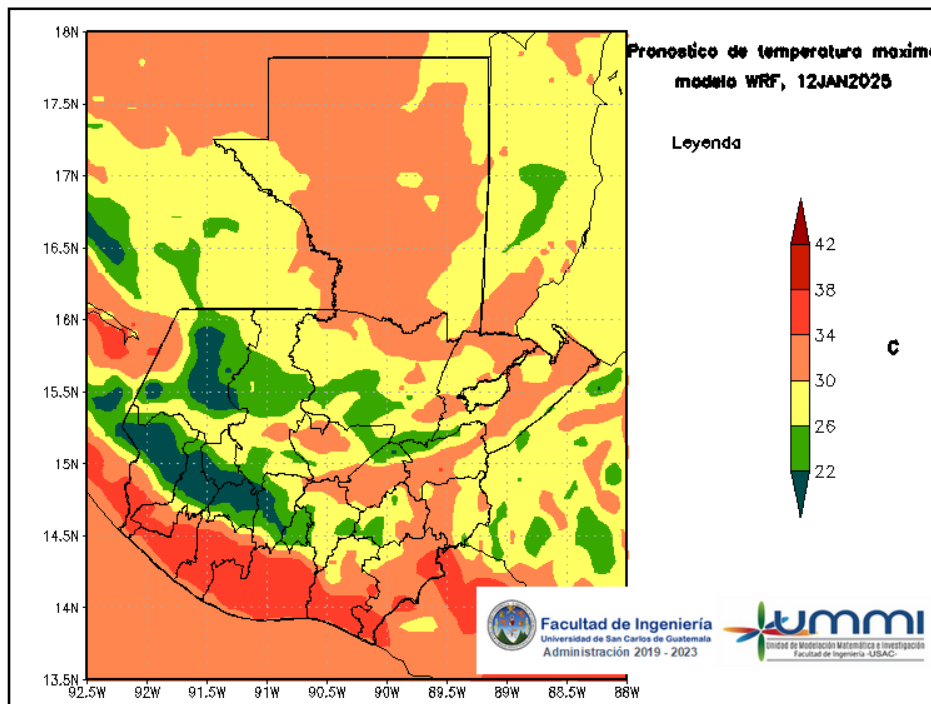 Pronostico de temperatura maxima
modelo WRF, 12JAN2025
Leyenda
42
38
34
30
26
22
C
18N
17.5N
17N
16.5N
16N
15.5N
15N
14.5N
14N
13.5N
92.5W 92W 91.5W 91W 90.5W 90W 89.5W 89W 88.5W 88W
Facultad de Ingeniería
Universidad de San Carlos de Guatemala
Administración 2019 - 2023
ummi
Unidad de Modelación Matemática e Investigación
Facultad de Ingeniería -USAC-